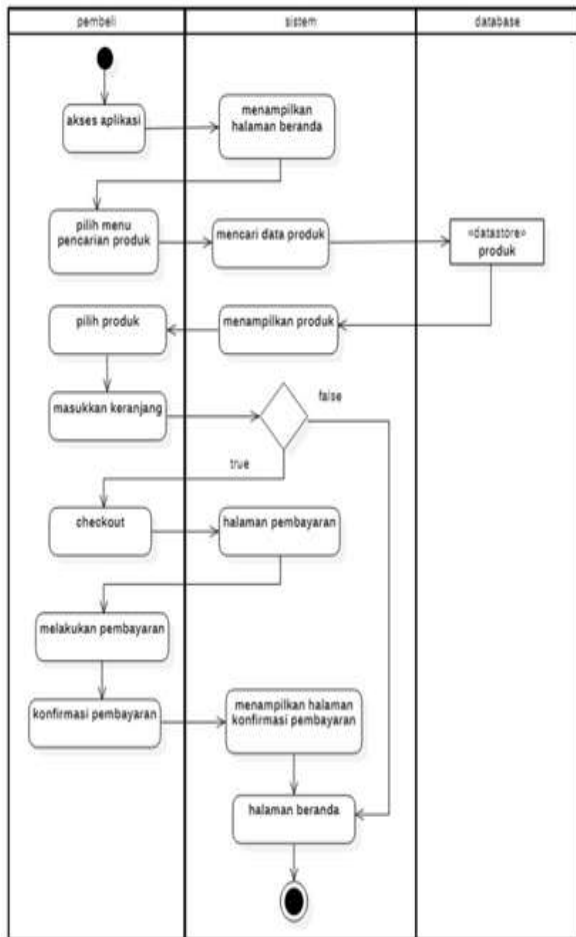 pembeli
sistem
database
akses aplikasi
menampilkan
halaman beranda
pilih menu
pencarian produk
mencari data produk
«datastore»
produk
pilih produk
menampilkan produk
masukkan keranjang
false
true
checkout
halaman pembayaran
melakukan pembayaran
konfirmasi pembayaran
menampilkan halaman
konfirmasi pembayaran
halaman beranda